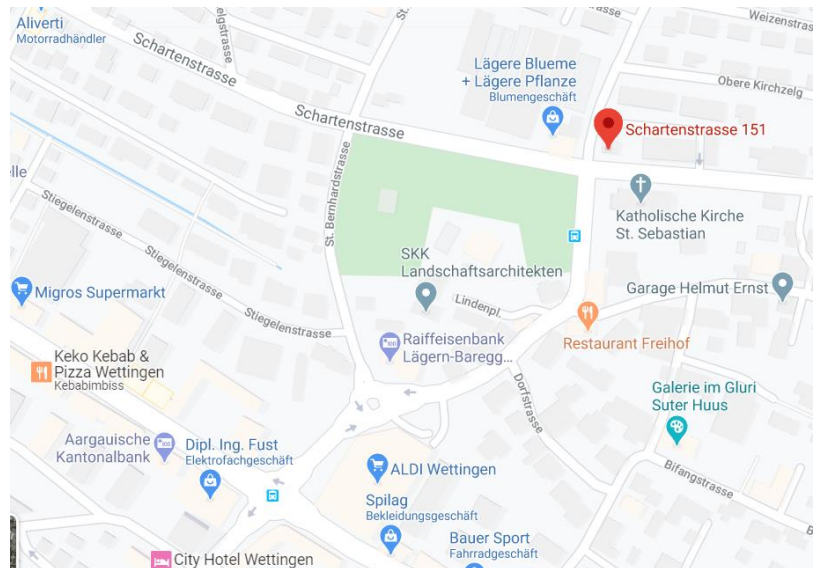 Aliverti
Motorradhändler
Schartenstrasse
St.
Weizenstras
Lägere Blueme
+ Lägere Pflanze
Blumengeschäft
Obere Kirchzelg
Schartenstrasse
Schartenstrasse 151
Stiegelenstrasse
St. Bernhardstrasse
Katholische Kirche
St. Sebastian
Stiegelenstrasse
SKK
Landschaftsarchitekten
Migros Supermarkt
Lindenpl.
Garage Helmut Ernst
Stiegelenstrasse
Raiffeisenbank
Lägern-Baregg...
Restaurant Freihof
Keko Kebab &
Pizza Wettingen
Kebabimbiss
Dorfstrasse
Galerie im Gluri
Suter Huus
Aargauische
Kantonalbank
Dipl. Ing. Fust
Elektrofachgeschäft
ALDI Wettingen
Bifangstrasse
Spilag
Bekleidungsgeschäft
Bauer Sport
Fahrradgeschäft
City Hotel Wettingen